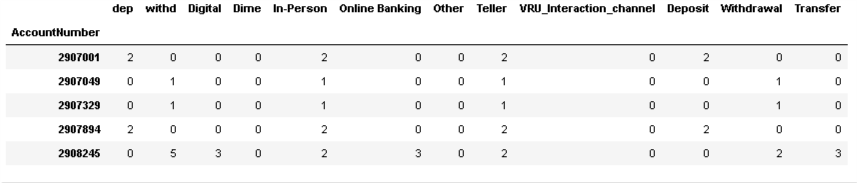 dep withd Digital Dime In-Person Online Banking Other Teller VRU_Interaction_channel Deposit Withdrawal Transfer
AccountNumber
2907001 2 0 0 0 2 0 0 2 0 2 0 0
2907049 0 1 0 0 1 0 0 1 0 0 1 0
2907329 0 1 0 0 1 0 0 1 0 0 1 0
2907894 2 0 0 0 2 0 0 2 0 2 0 0
2908245 0 5 3 0 2 3 0 2 0 0 2 3